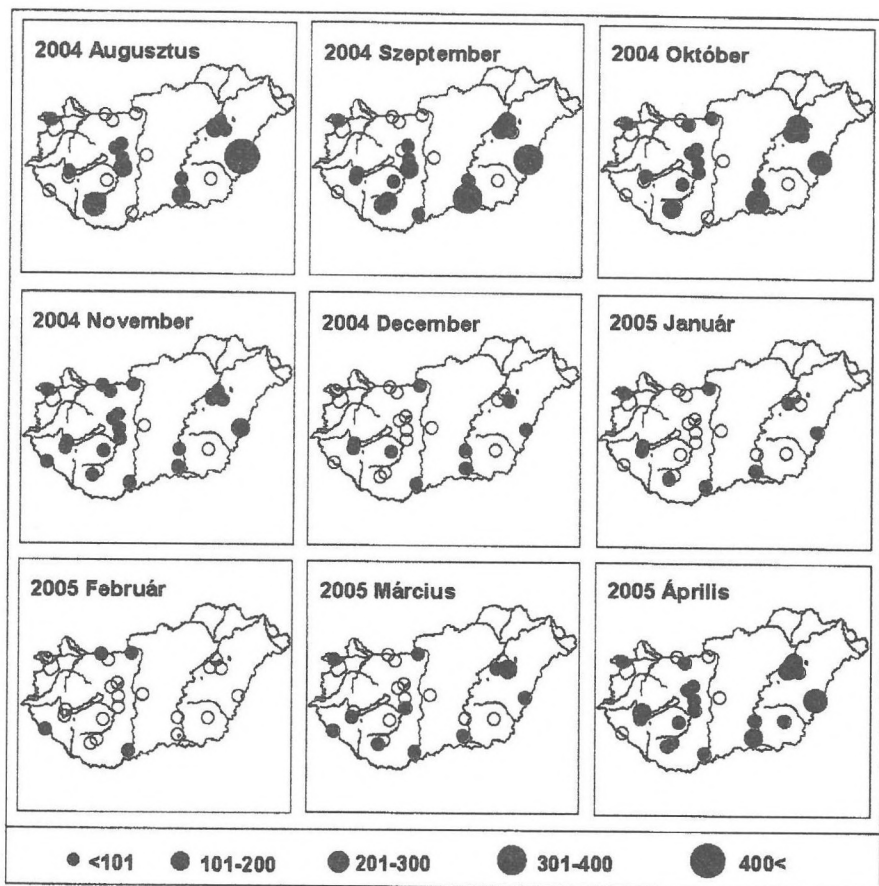 2004 Augusztus
2004 Szeptember
2004 Október
2004 November
2004 December
2005 Január
2005 Február
2005 Március
2005 Április
<101 101-200 201-300 301-400 400<